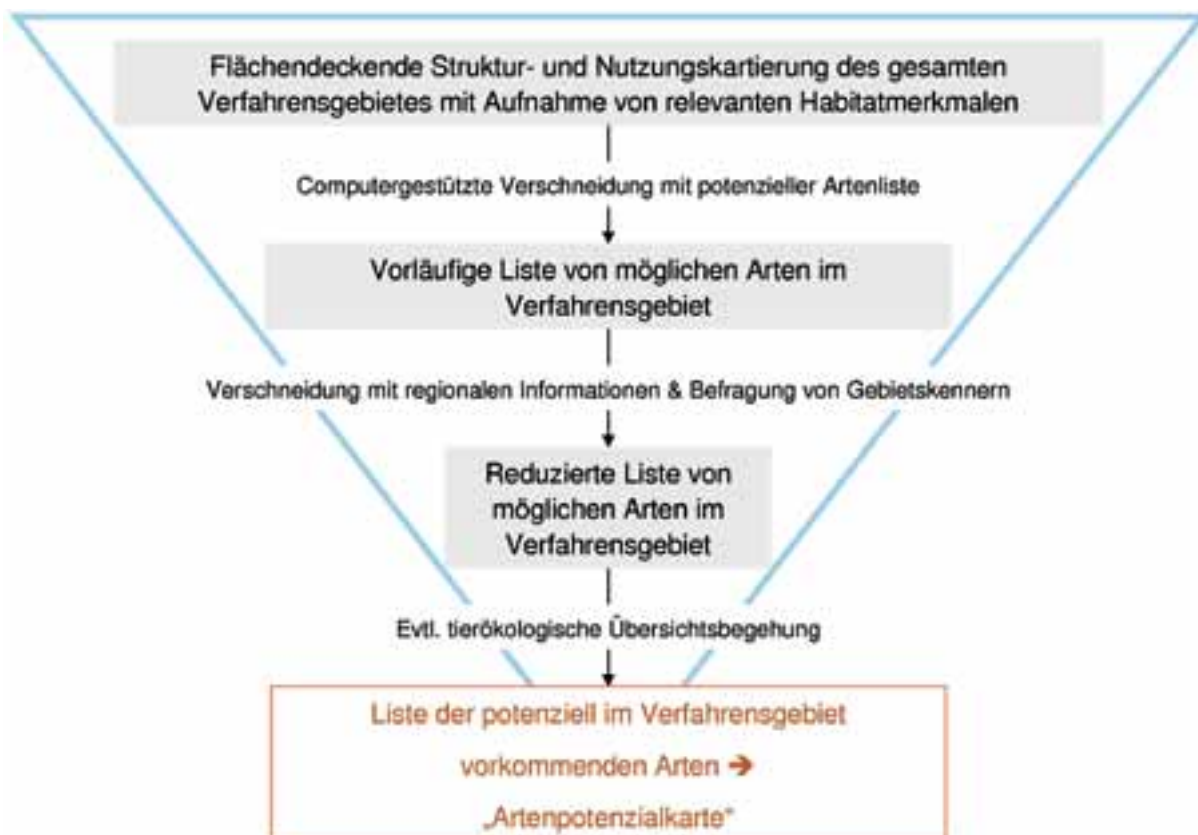 Flächendeckende Struktur- und Nutzungskartierung des gesamten
Verfahrensgebietes mit Aufnahme von relevanten Habitatmerkmalen
Computergestützte Verschneidung mit potenzieller Artenliste
Vorläufige Liste von möglichen Arten im
Verfahrensgebiet
Verschneidung mit regionalen Informationen & Befragung von Gebietskennern
Reduzierte Liste von
möglichen Arten im
Verfahrensgebiet
Evtl. tierökologische Übersichtsbegehung
Liste der potenziell im Verfahrensgebiet
vorkommenden Arten ➔
„Artenpotenzialkarte“